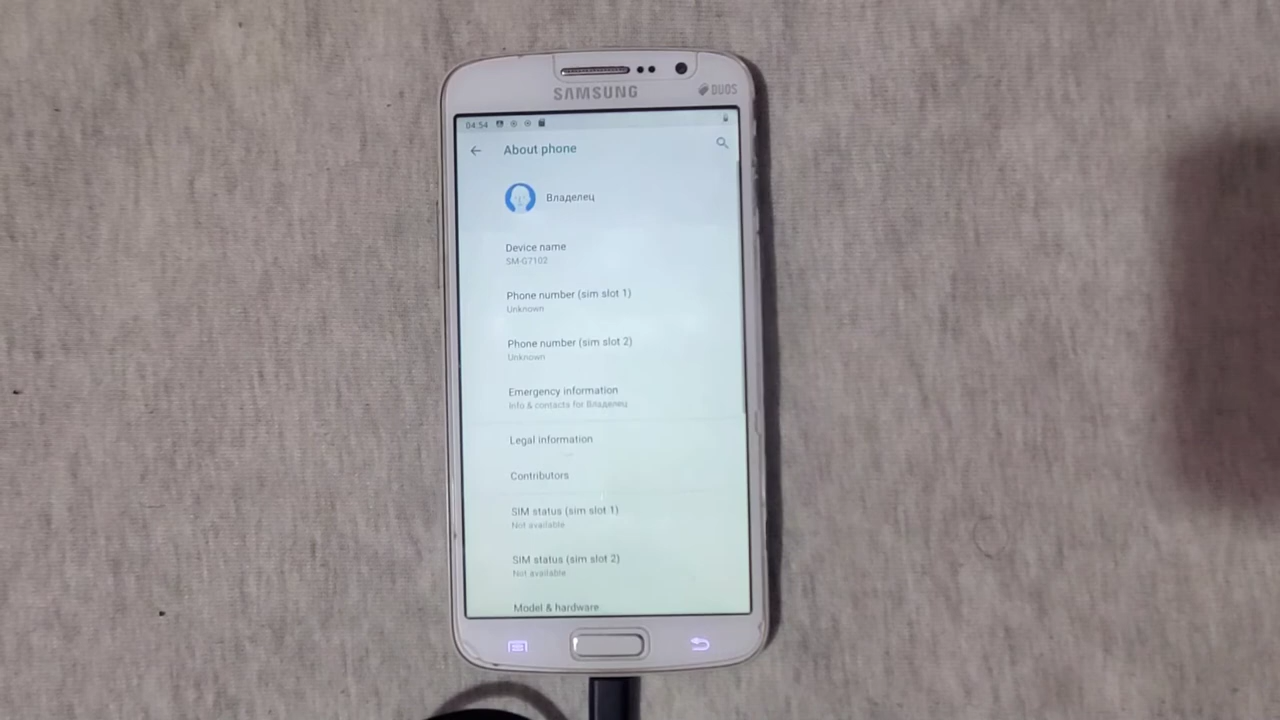 SAMSUNG
DUOS
04:54
About phone
Владелец
Device name
SM-G7102
Phone number (sim slot 1)
Unknown
Phone number (sim slot 2)
Unknown
Emergency information
Info & contacts for Владелец
Legal information
Contributors
SIM status (sim slot 1)
Not available
SIM status (sim slot 2)
Not available
Model & hardware